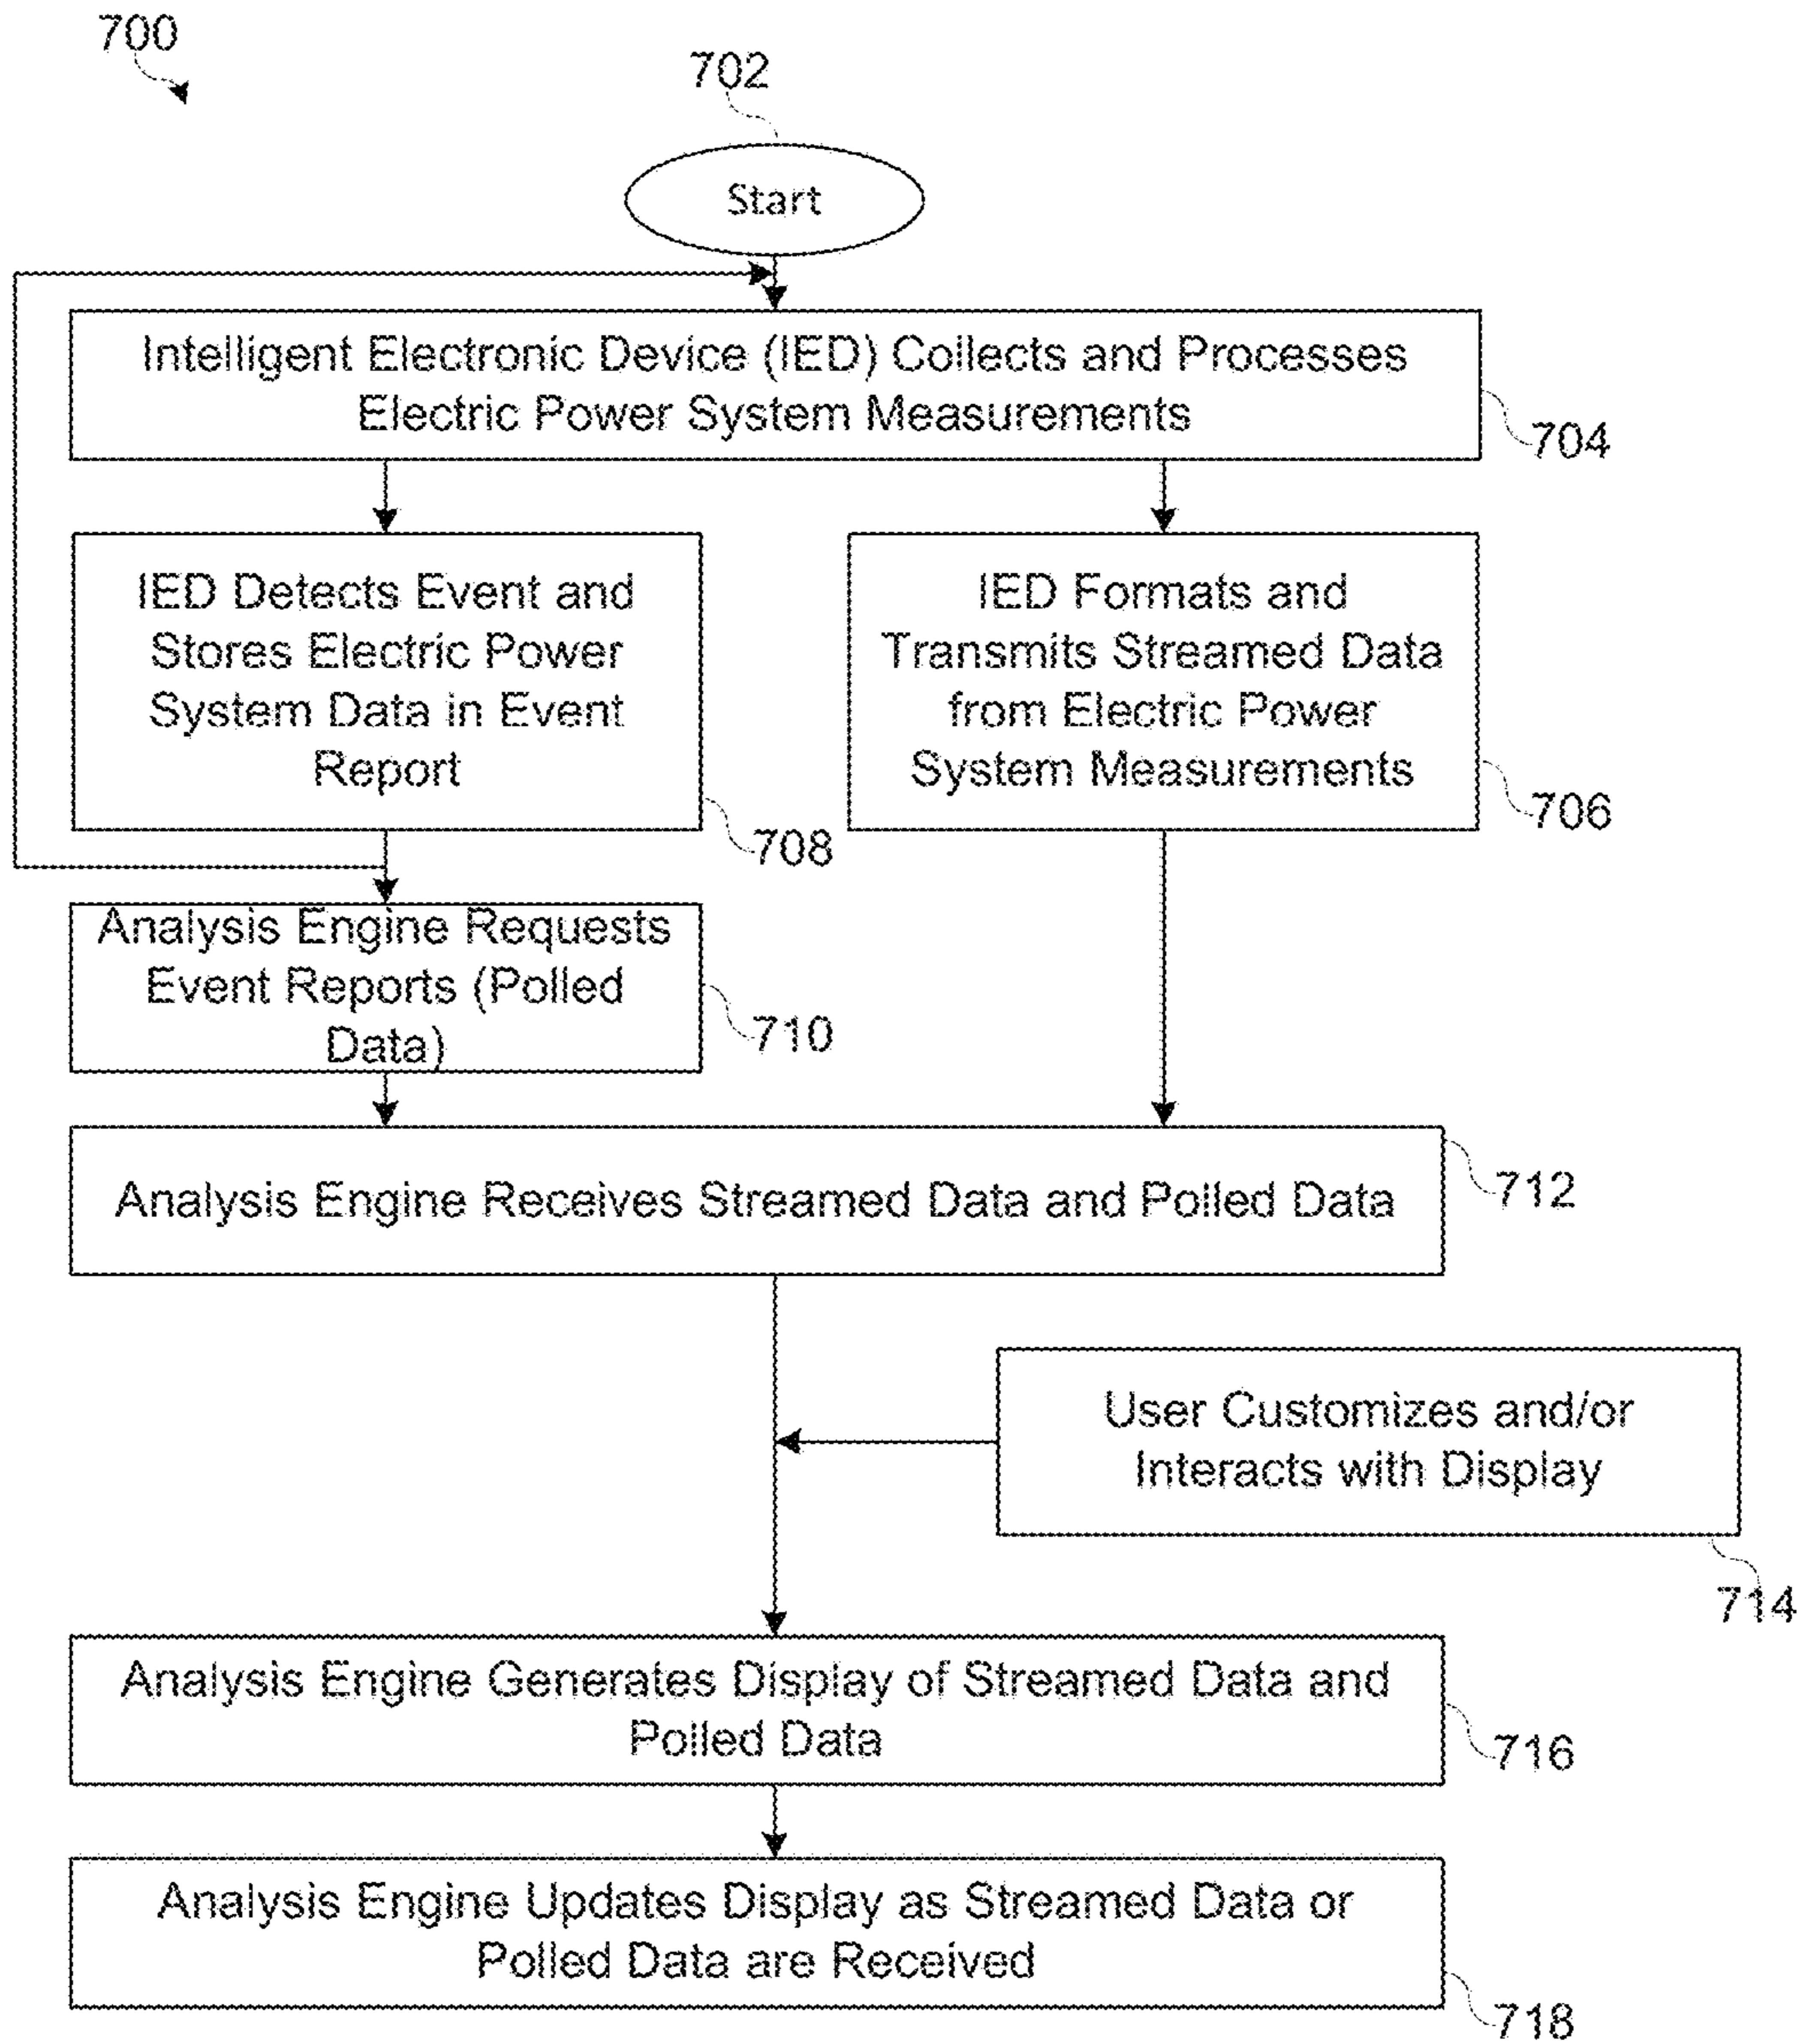 700
702
Start
Intelligent Electronic Device (IED) Collects and Processes
Electric Power System Measurements
704
IED Detects Event and
Stores Electric Power
System Data in Event
Report
708
IED Formats and
Transmits Streamed Data
from Electric Power
System Measurements
706
Analysis Engine Requests
Event Reports (Polled
Data)
710
Analysis Engine Receives Streamed Data and Polled Data
712
User Customizes and/or
Interacts with Display
714
Analysis Engine Generates Display of Streamed Data and
Polled Data
716
Analysis Engine Updates Display as Streamed Data or
Polled Data are Received
718